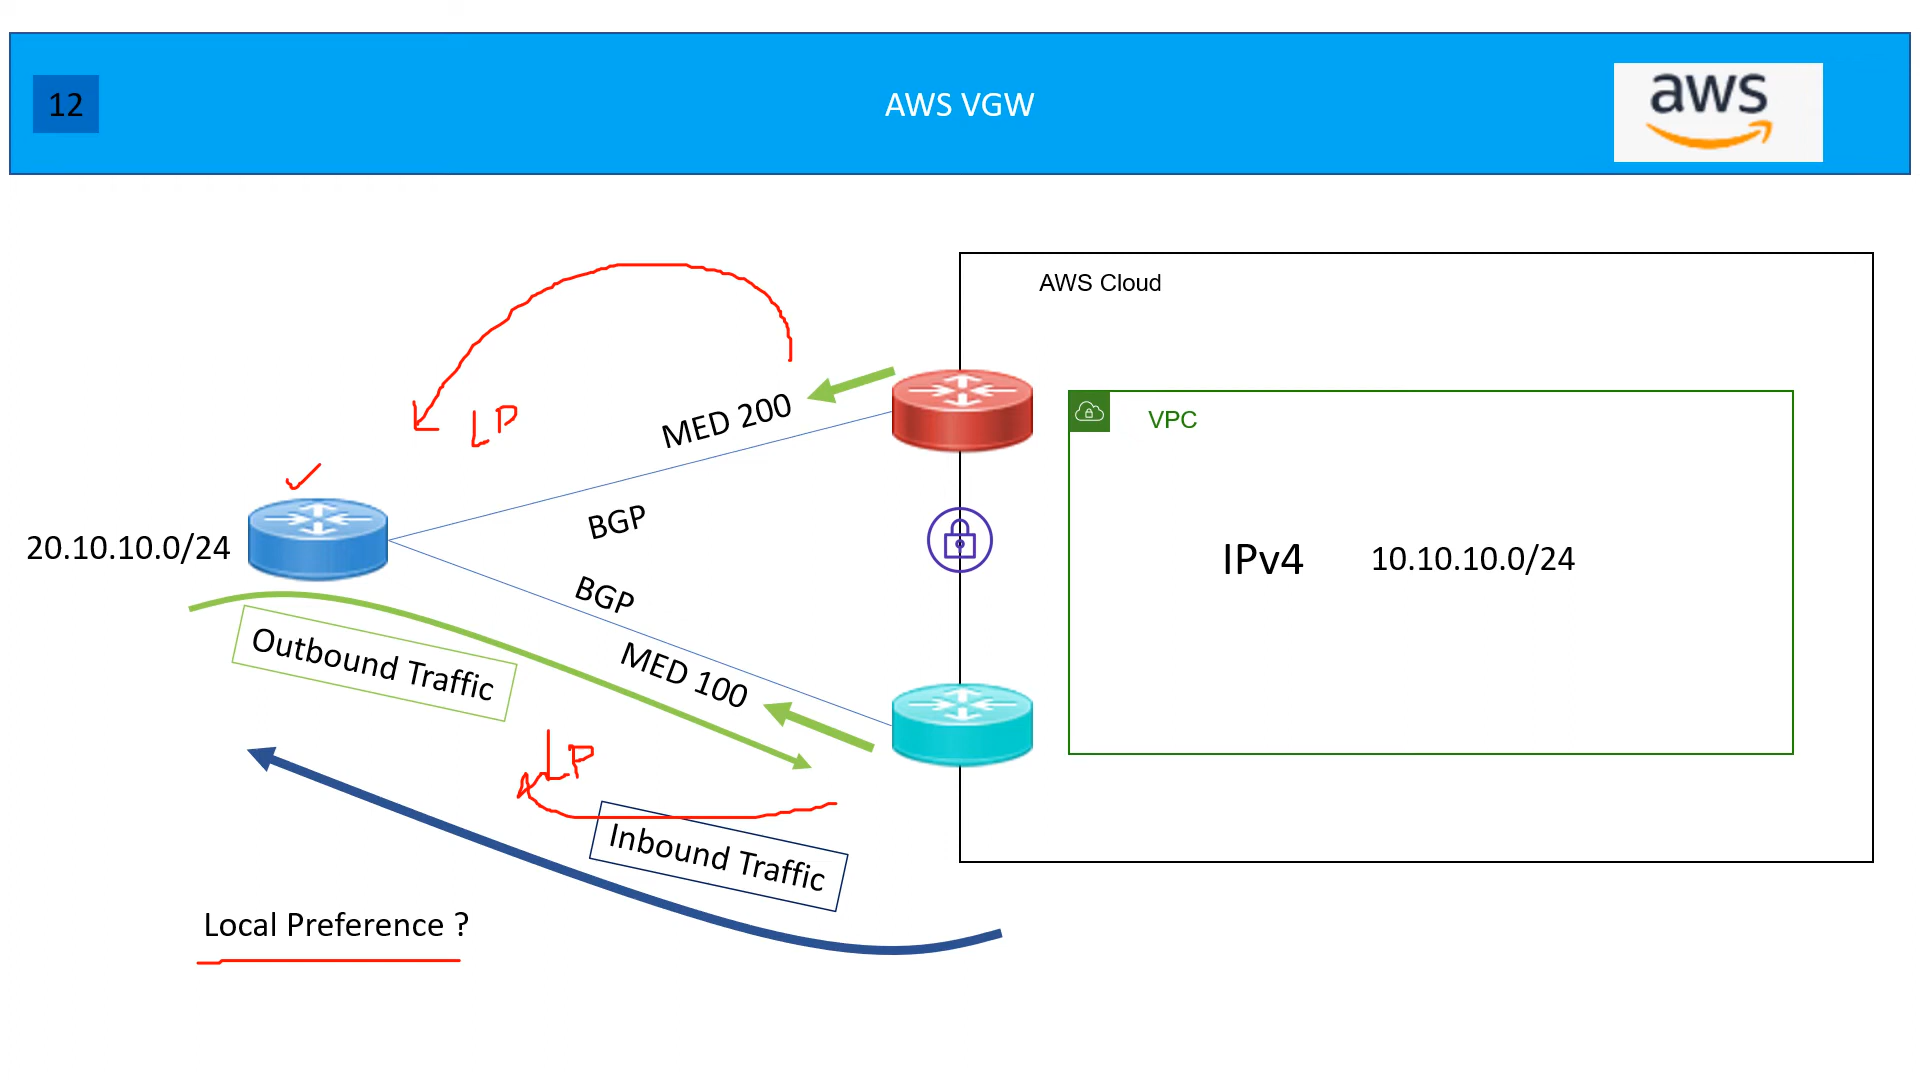 12
AWS VGW
aws
AWS Cloud
MED 200
LP
VPC
BGP
20.10.10.0/24
IPv4
10.10.10.0/24
BGP
Outbound Traffic
MED 100
LP
Inbound Traffic
Local Preference ?